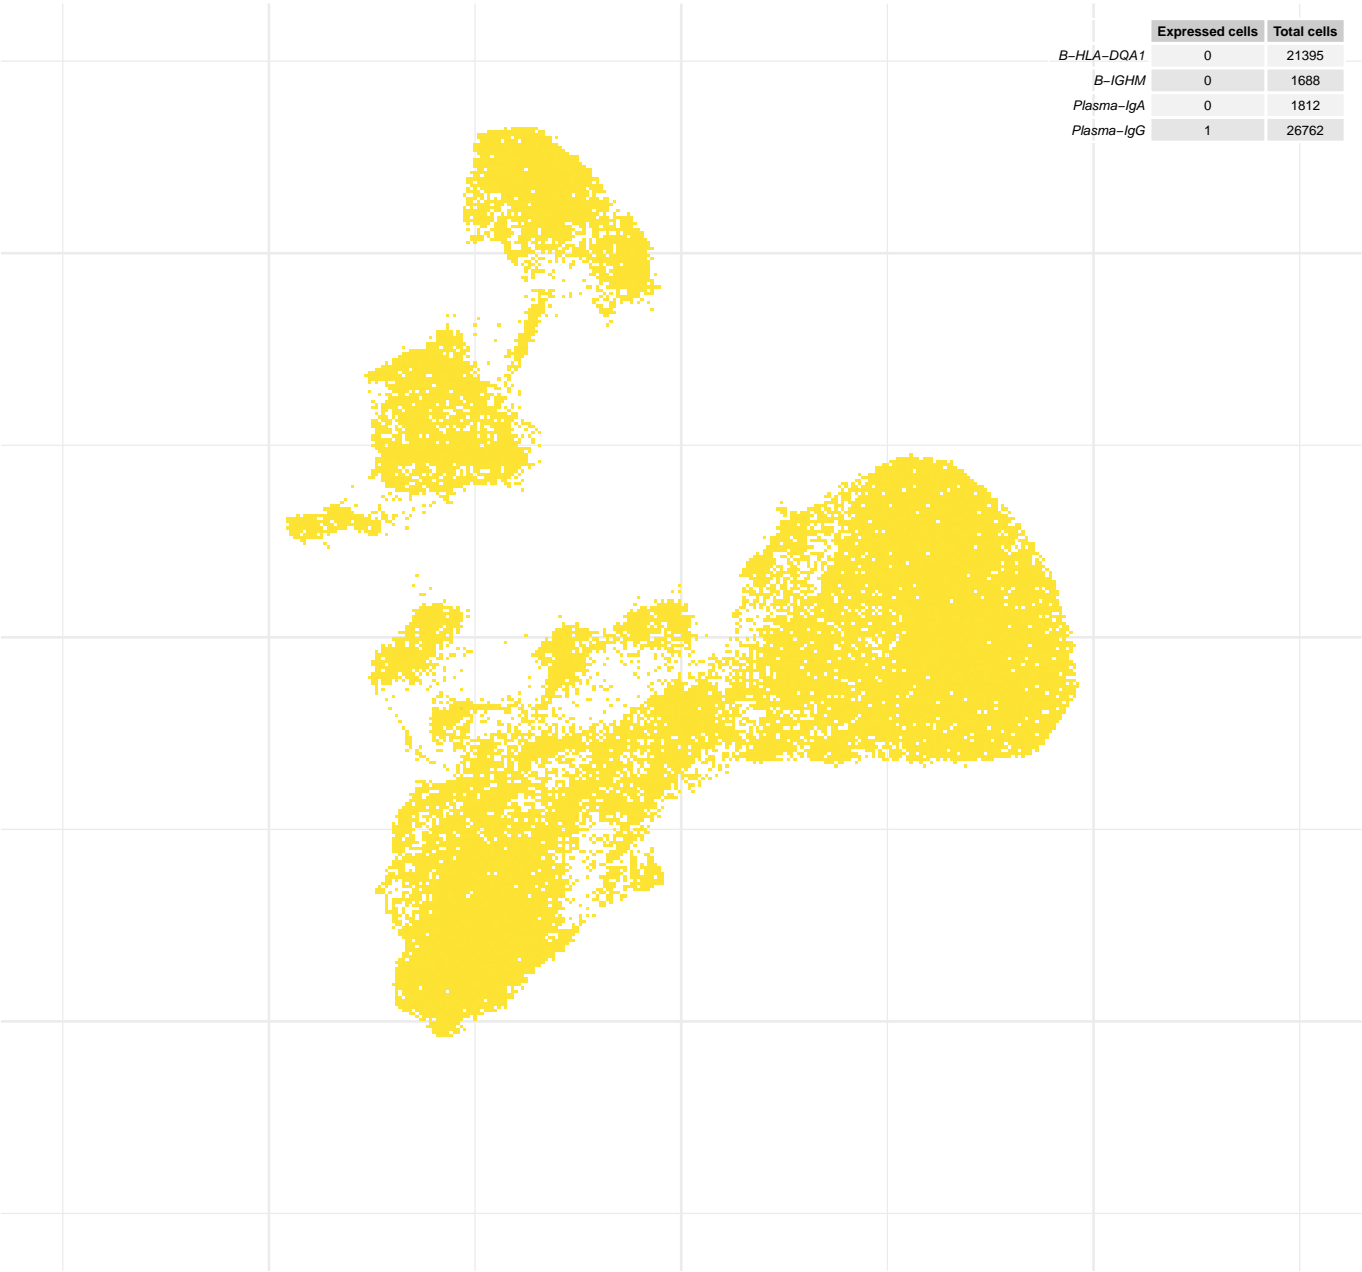 Expressed cells Total cells
B−HLA−DQA1 0 21395
B−IGHM 0 1688
Plasma−IgA 0 1812
Plasma−IgG 1 26762